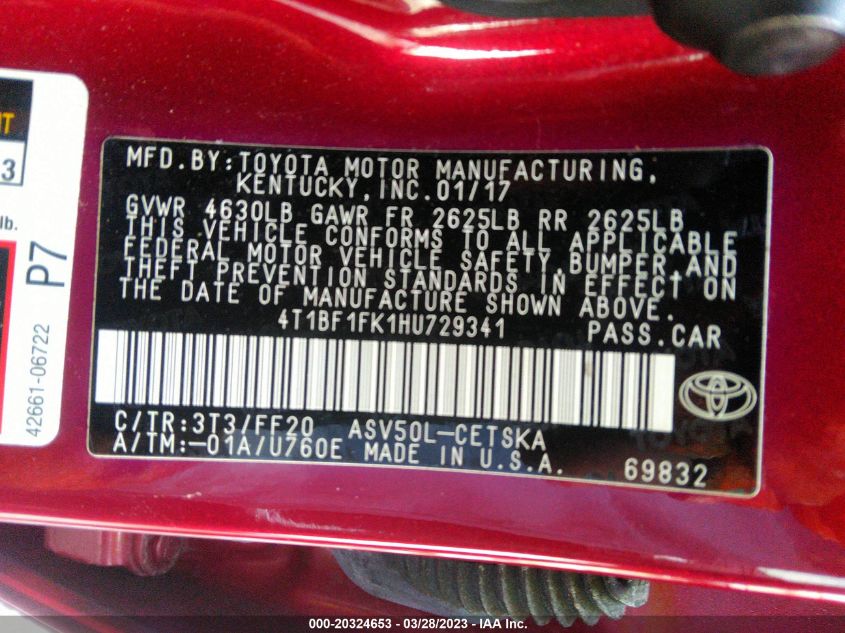 MFD.BY:TOYOTA MOTOR MANUFACTURING,
KENTUCKY,INC.01/17
GVWR 4630LB GAWR FR 2625LB RR 2625LB
THIS VEHICLE CONFORMS TO ALL APPLICABLE
FEDERAL MOTOR VEHICLE SAFETY,BUMPER,AND
THEFT PREVENTION STANDARDS IN EFFECT ON
THE DATE OF MANUFACTURE SHOWN ABOVE.
4T1BF1FK1HU729341 PASS.CAR
C/TR:3T3/FF20 ASV50L-CETSKA
A/TM:-01A/U760E MADE IN U.S.A.
69832
3
lb.
P7
42661-06722
000-20324653 - 03/28/2023 - IAA Inc.